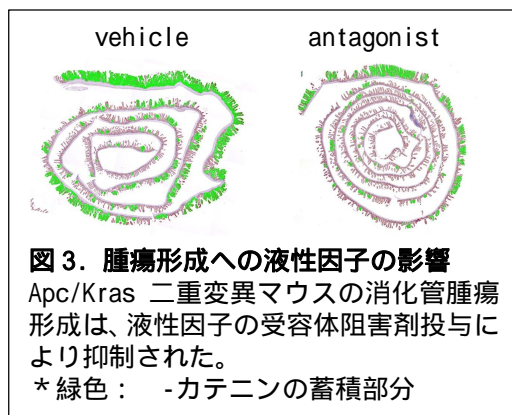 vehicle antagonist
図 3. 腫瘍形成への液性因子の影響
Apc/Kras 二重変異マウスの消化管腫瘍
形成は、液性因子の受容体阻害剤投与に
より抑制された。
*緑色： -カテニンの蓄積部分